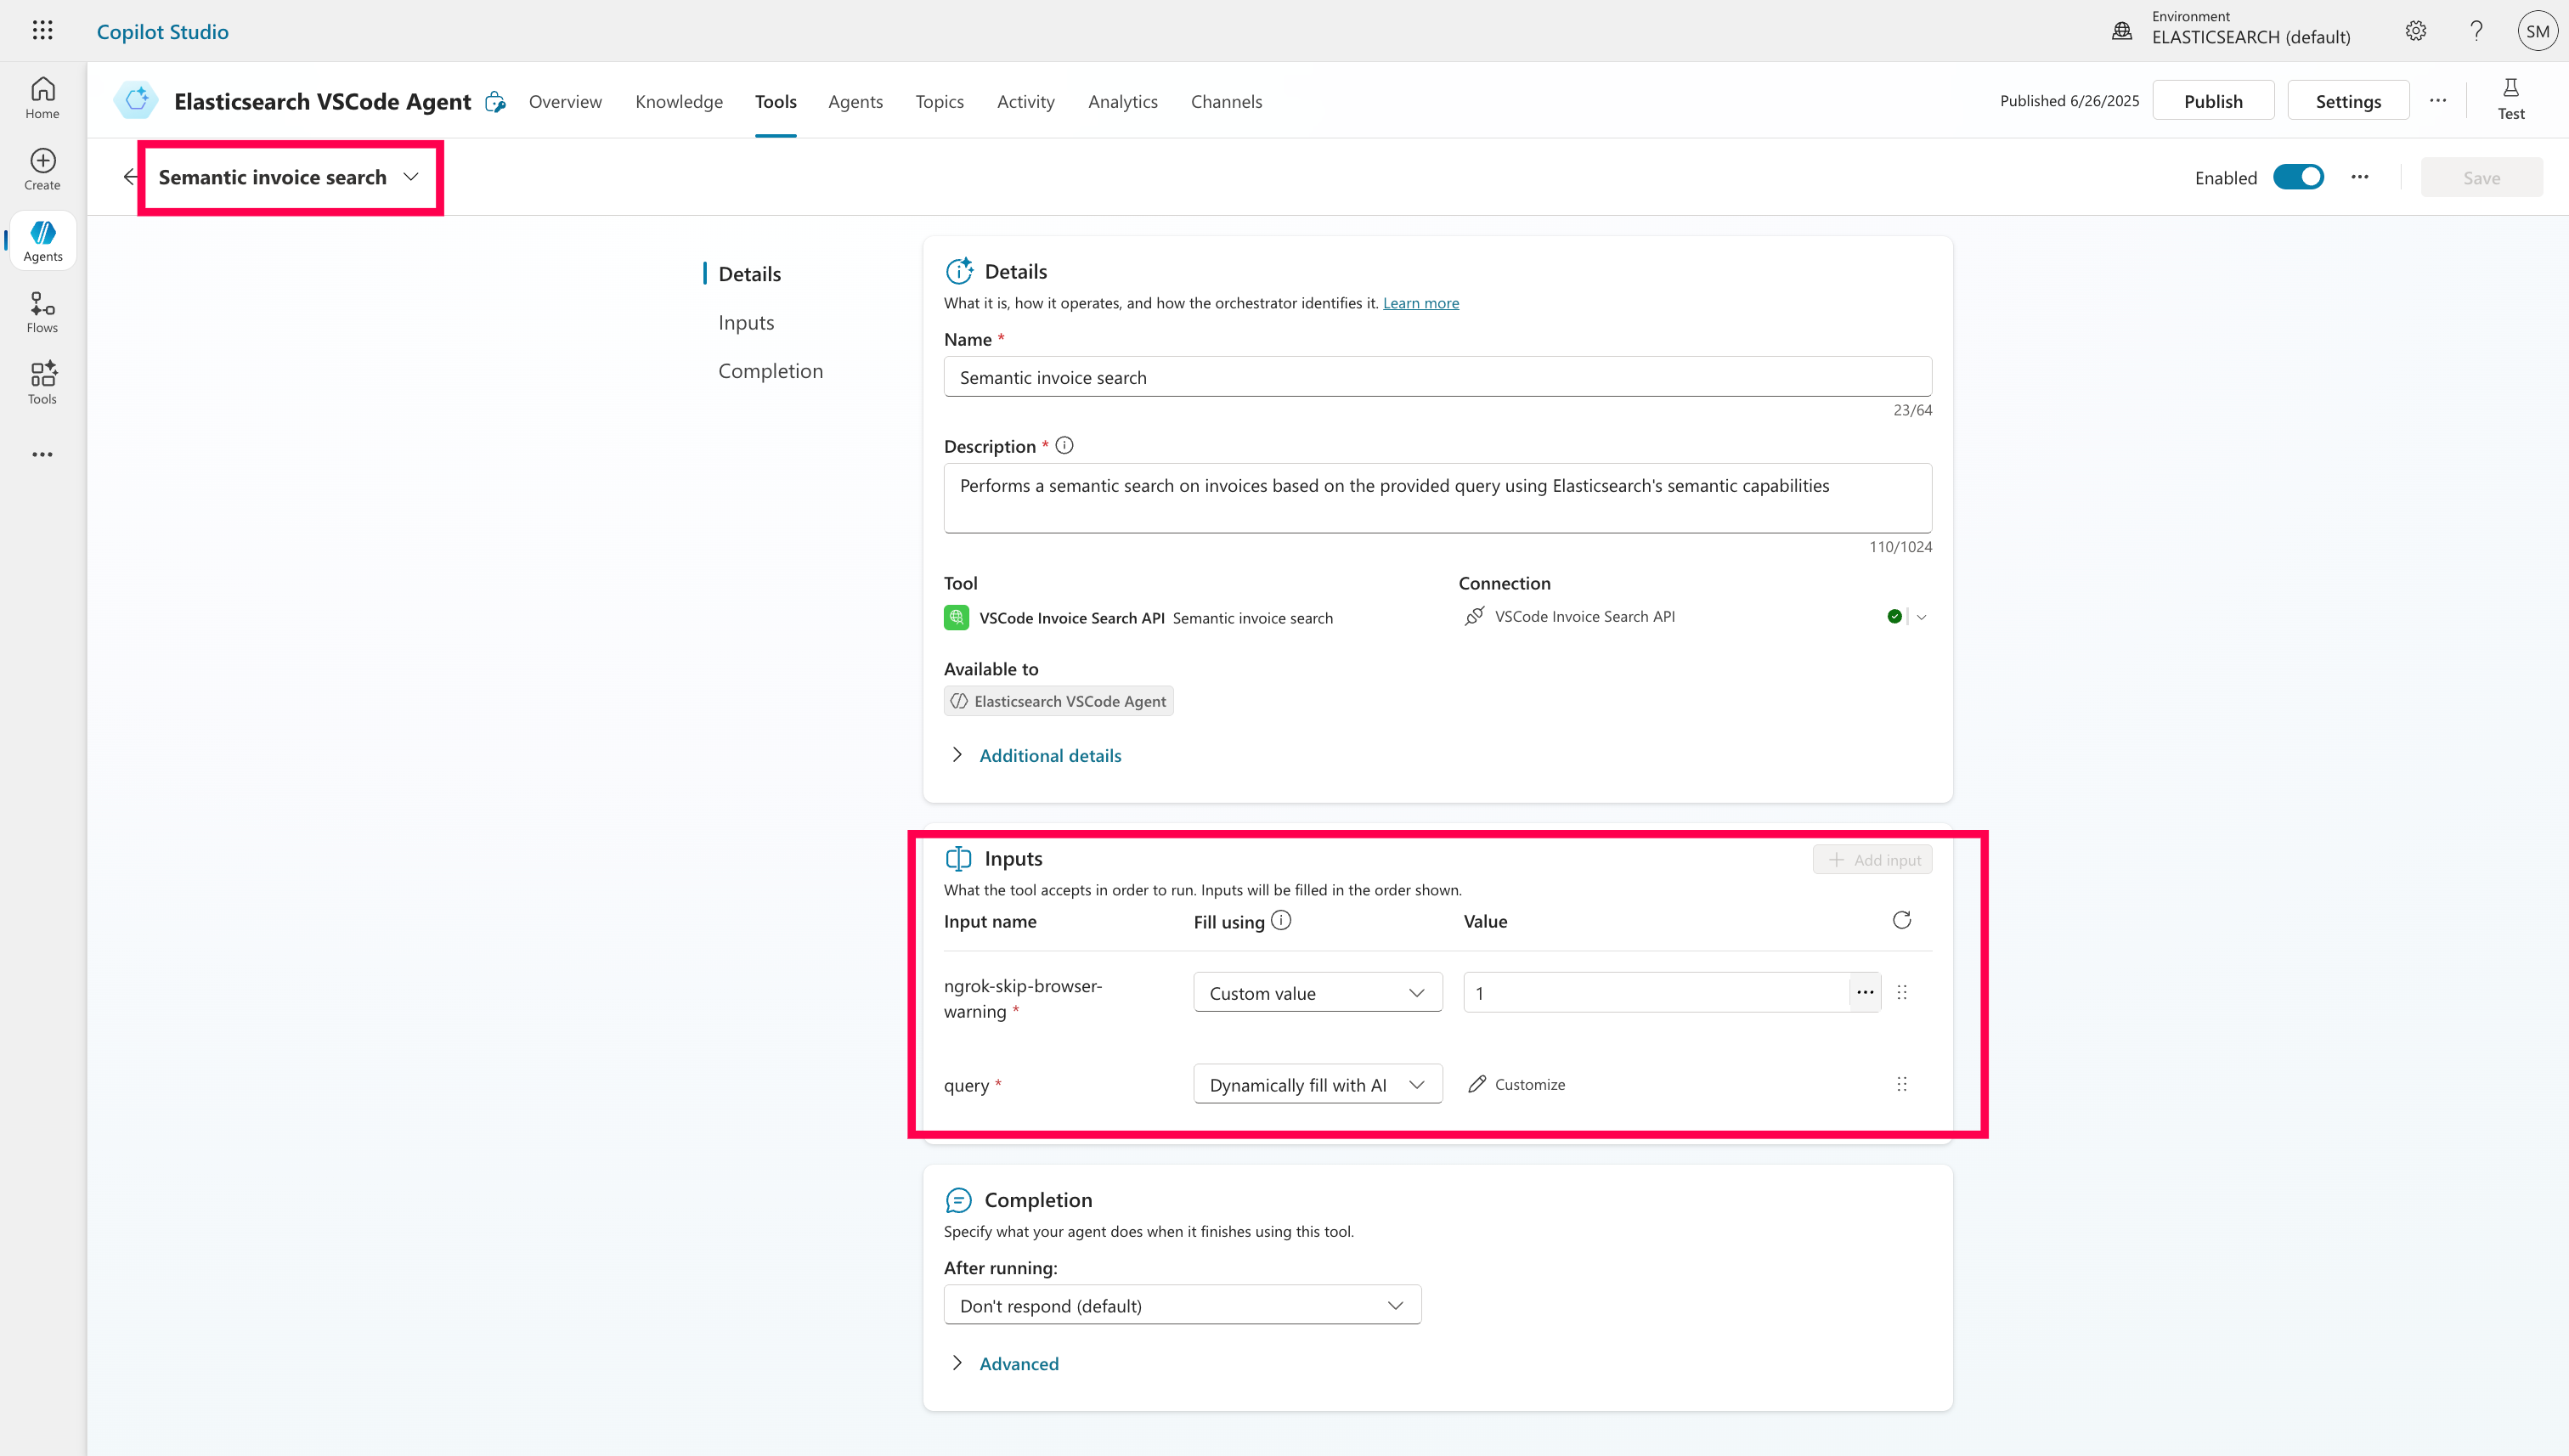 Copilot Studio
Environment
ELASTICSEARCH (default)
SM
Home
Create
Agents
Flows
Tools
Elasticsearch VSCode Agent
Overview
Knowledge
Tools
Agents
Topics
Activity
Analytics
Channels
Published 6/26/2025
Publish
Settings
Test
Semantic invoice search
Enabled
Save
Details
Inputs
Completion
Details
What it is, how it operates, and how the orchestrator identifies it. Learn more
Name *
Semantic invoice search
23/64
Description *
Performs a semantic search on invoices based on the provided query using Elasticsearch's semantic capabilities
110/1024
Tool
Connection
VSCode Invoice Search API Semantic invoice search
VSCode Invoice Search API
Available to
Elasticsearch VSCode Agent
Additional details
Inputs
Add input
What the tool accepts in order to run. Inputs will be filled in the order shown.
Input name
Fill using
Value
ngrok-skip-browser-
warning *
Custom value
1
query *
Dynamically fill with AI
Customize
Completion
Specify what your agent does when it finishes using this tool.
After running:
Don't respond (default)
Advanced